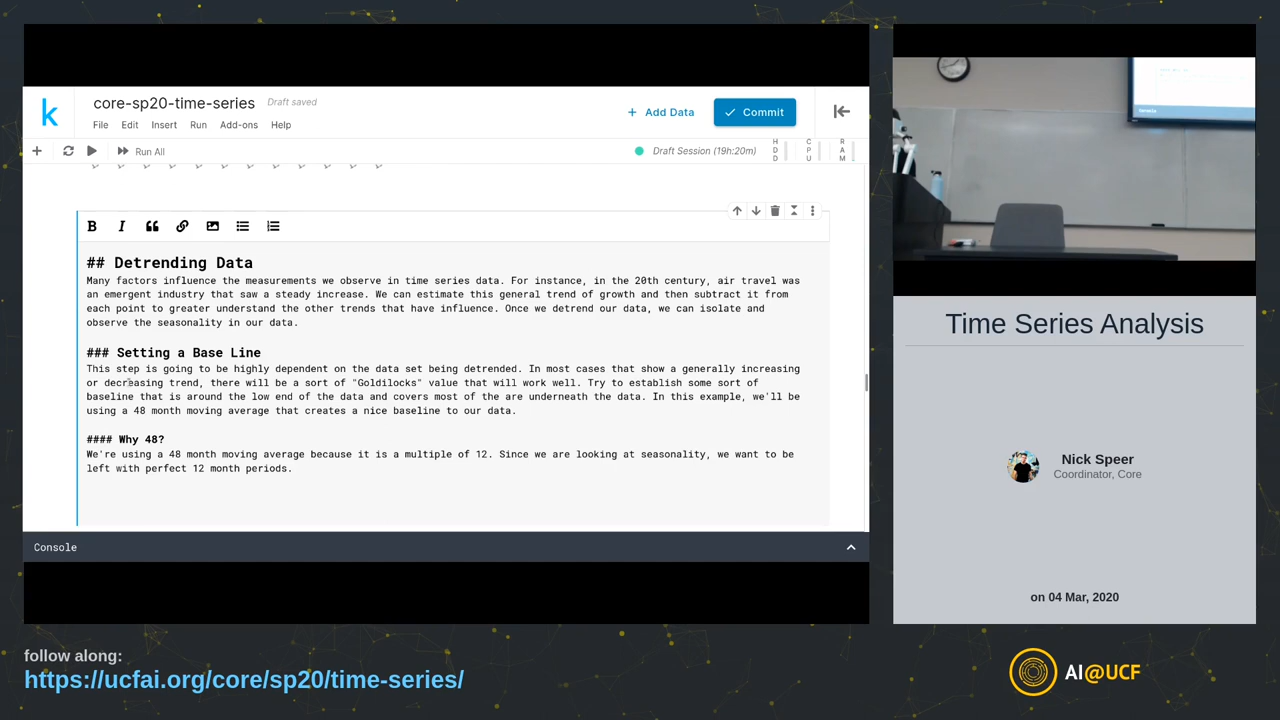 core-sp20-time-series
Draft saved
File Edit Insert Run Add-ons Help
+ Add Data
Commit
Run All
Draft Session (19h:20m)
HDD
CPU
RAM
## Detrending Data
Many factors influence the measurements we observe in time series data. For instance, in the 20th century, air travel was
an emergent industry that saw a steady increase. We can estimate this general trend of growth and then subtract it from
each point to greater understand the other trends that have influence. Once we detrend our data, we can isolate and
observe the seasonality in our data.
### Setting a Base Line
This step is going to be highly dependent on the data set being detrended. In most cases that show a generally increasing
or decreasing trend, there will be a sort of "Goldilocks" value that will work well. Try to establish some sort of
baseline that is around the low end of the data and covers most of the are underneath the data. In this example, we'll be
using a 48 month moving average that creates a nice baseline to our data.
#### Why 48?
We're using a 48 month moving average because it is a multiple of 12. Since we are looking at seasonality, we want to be
left with perfect 12 month periods.
Console
Time Series Analysis
Nick Speer
Coordinator, Core
on 04 Mar, 2020
follow along:
https://ucfai.org/core/sp20/time-series/
AI@UCF